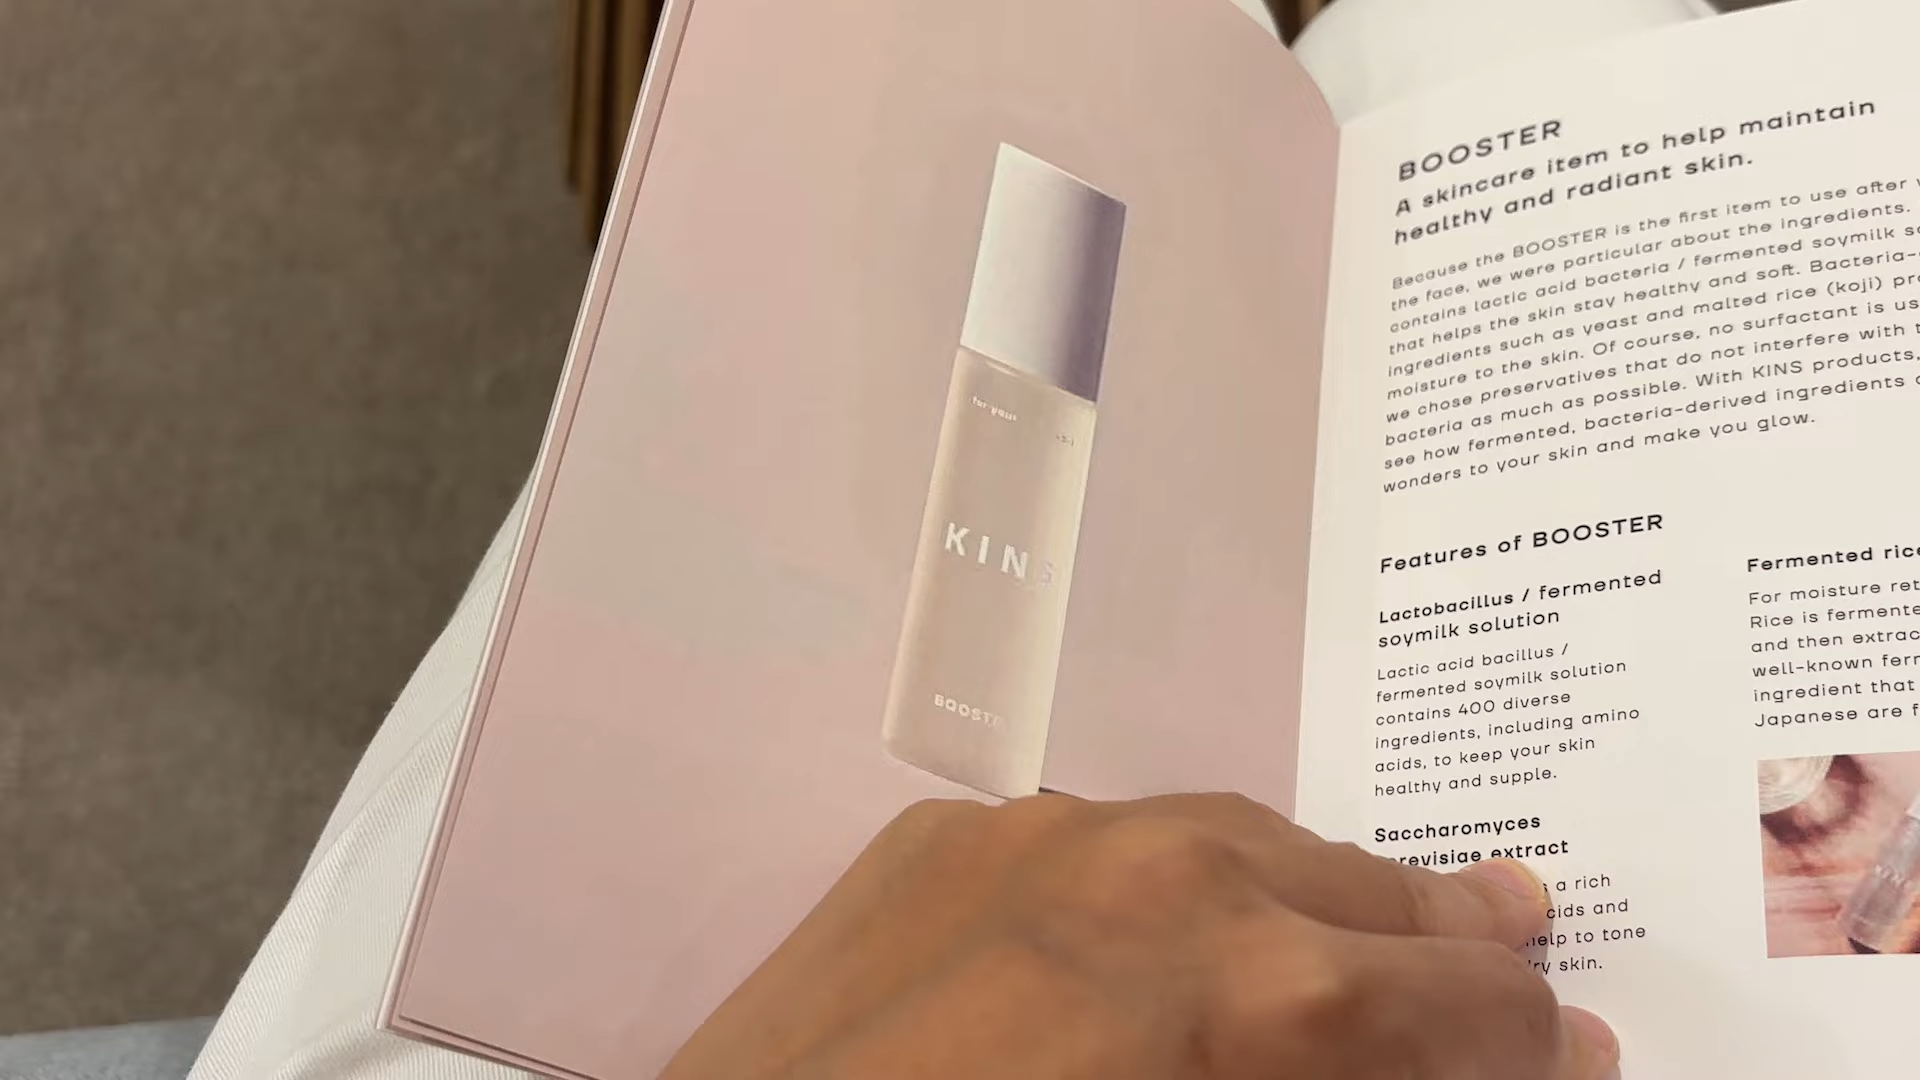 for your
KINS
BOOSTER
BOOSTER
A skincare item to help maintain
healthy and radiant skin.
Because the BOOSTER is the first item to use after
the face, we were particular about the ingredients.
contains lactic acid bacteria / fermented soymilk
that helps the skin stay healthy and soft. Bacteria-
ingredients such as yeast and malted rice (koji)
moisture to the skin. Of course, no surfactant is
we chose preservatives that do not interfere with
bacteria as much as possible. With KINS products,
see how fermented, bacteria-derived ingredients
wonders to your skin and make you glow.
Features of BOOSTER
Lactobacillus / fermented
soymilk solution
Lactic acid bacillus /
fermented soymilk solution
contains 400 diverse
ingredients, including amino
acids, to keep your skin
healthy and supple.
Saccharomyces
extract
a rich
and
help to tone
skin.
Fermented rice
For moisture
Rice is
and then
well-known
ingredient that
Japanese are